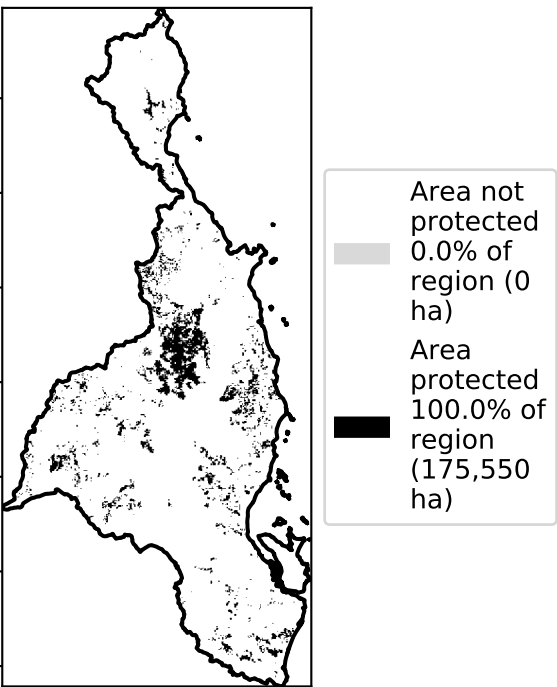 Area not
protected
0.0% of
region (0
ha)
Area
protected
100.0% of
region
(175,550
ha)